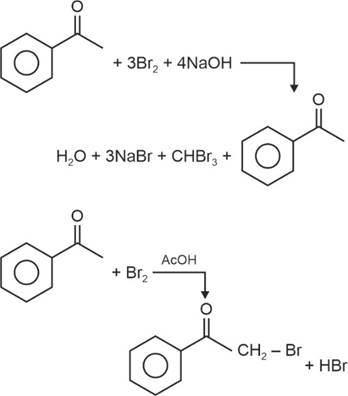 O
+ 3Br₂ + 4NaOH
O
H₂O + 3NaBr + CHBr₃ +
O
AcOH
+ Br₂
O
CH₂ – Br
+ HBr